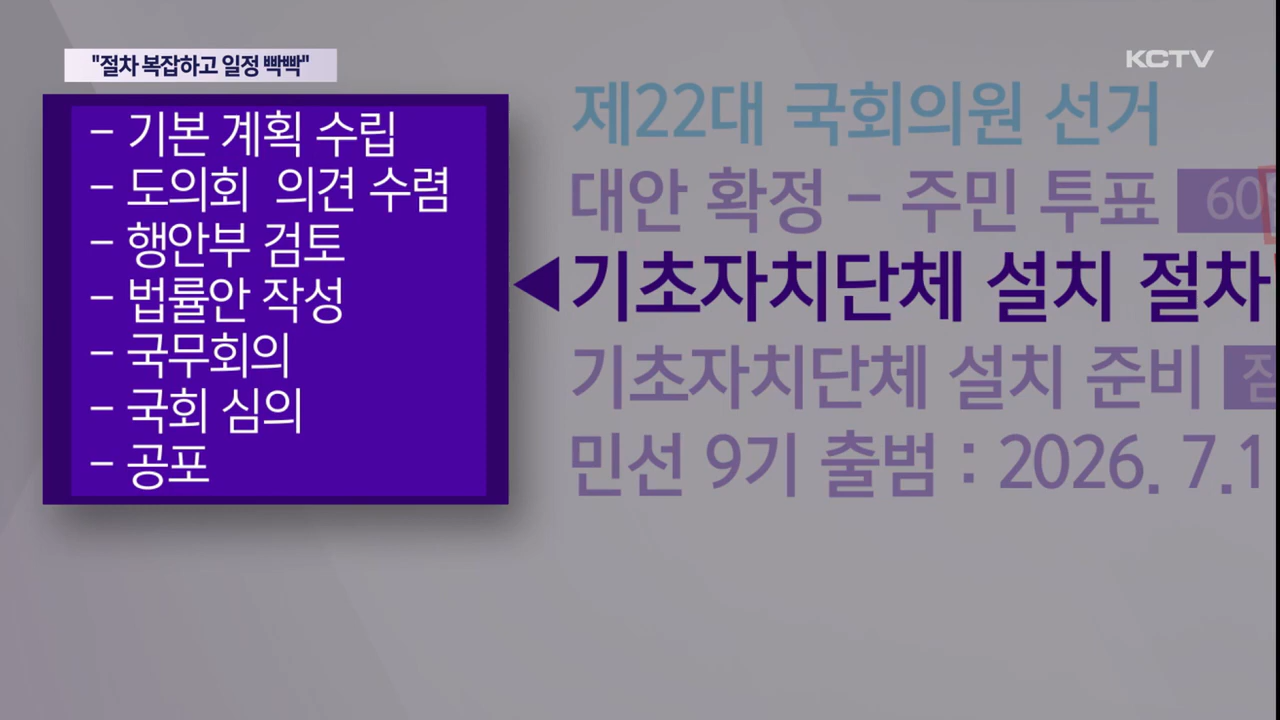 "절차 복잡하고 일정 빡빡"
KCTV
- 기본 계획 수립
- 도의회 의견 수렴
- 행안부 검토
- 법률안 작성
- 국무회의
- 국회 심의
- 공포
제22대 국회의원 선거
대안 확정 - 주민 투표 60
◀기초자치단체 설치 절차
기초자치단체 설치 준비
민선 9기 출범 : 2026. 7.1